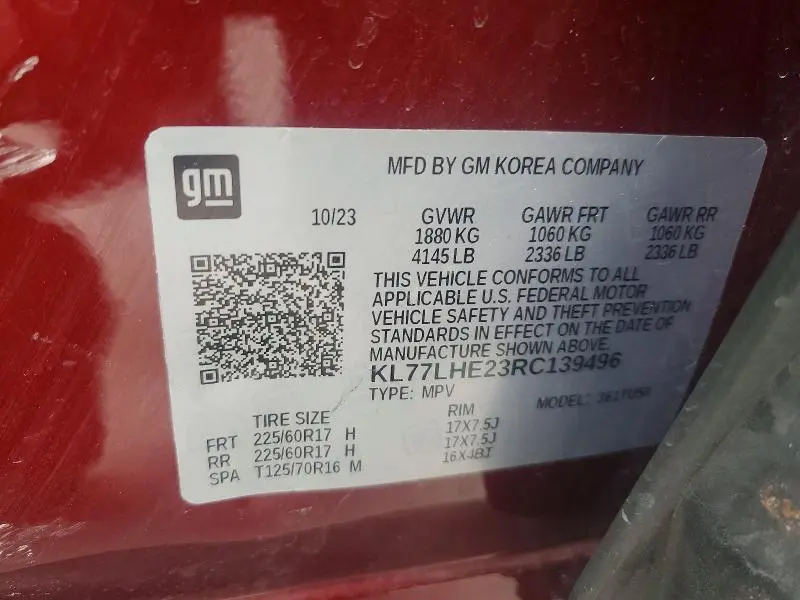 gm
MFD BY GM KOREA COMPANY
10/23 GVWR GAWR FRT GAWR RR
1880 KG 1060 KG 1060 KG
4145 LB 2336 LB 2336 LB
THIS VEHICLE CONFORMS TO ALL
APPLICABLE U.S. FEDERAL MOTOR
VEHICLE SAFETY AND THEFT PREVENTION
STANDARDS IN EFFECT ON THE DATE OF
MANUFACTURE SHOWN ABOVE.
KL77LHE23RC139496
TYPE: MPV MODEL:
TIRE SIZE RIM
FRT 225/60R17 H 17X7.5J
RR 225/60R17 H 17X7.5J
SPA T125/70R16 M 16X4BT